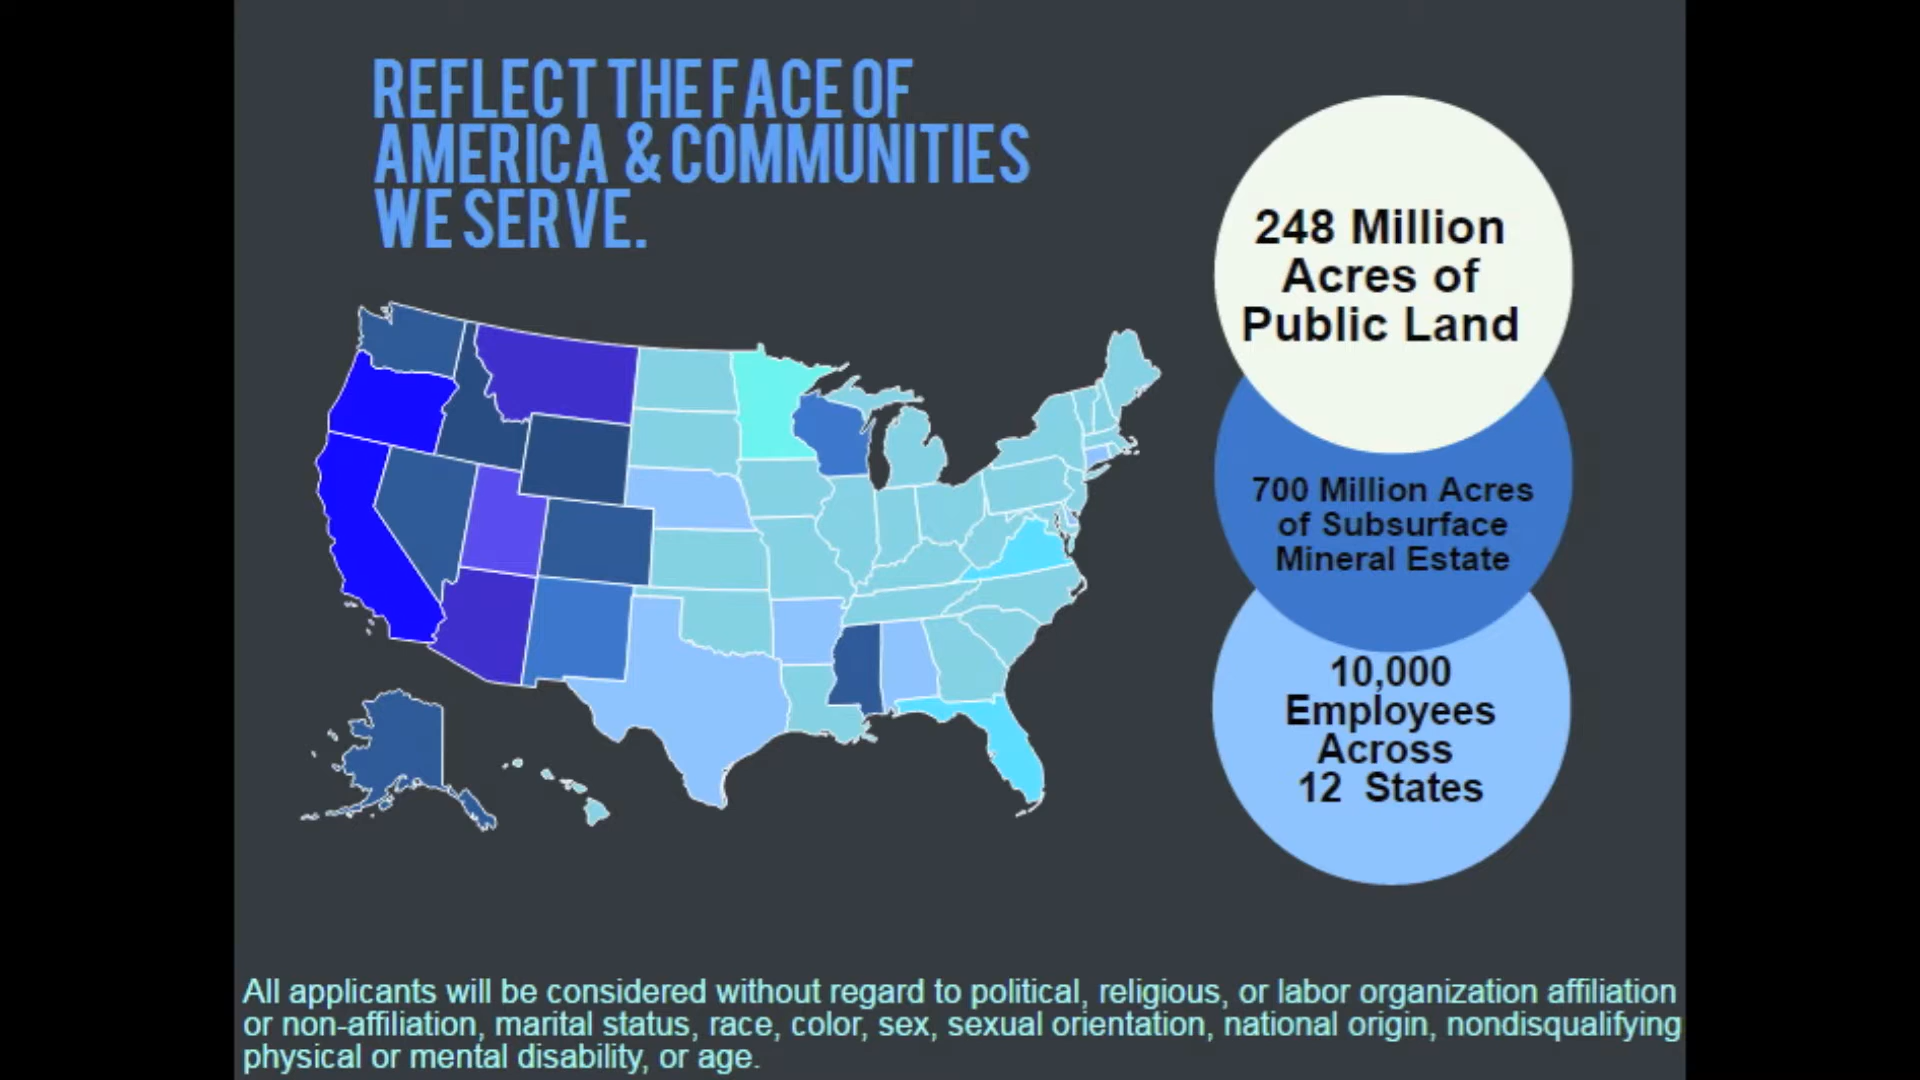 REFLECT THE FACE OF
AMERICA & COMMUNITIES
WE SERVE.
248 Million
Acres of
Public Land
700 Million Acres
of Subsurface
Mineral Estate
10,000
Employees
Across
12 States
All applicants will be considered without regard to political, religious, or labor organization affiliation
or non-affiliation, marital status, race, color, sex, sexual orientation, national origin, nondisqualifying
physical or mental disability, or age.